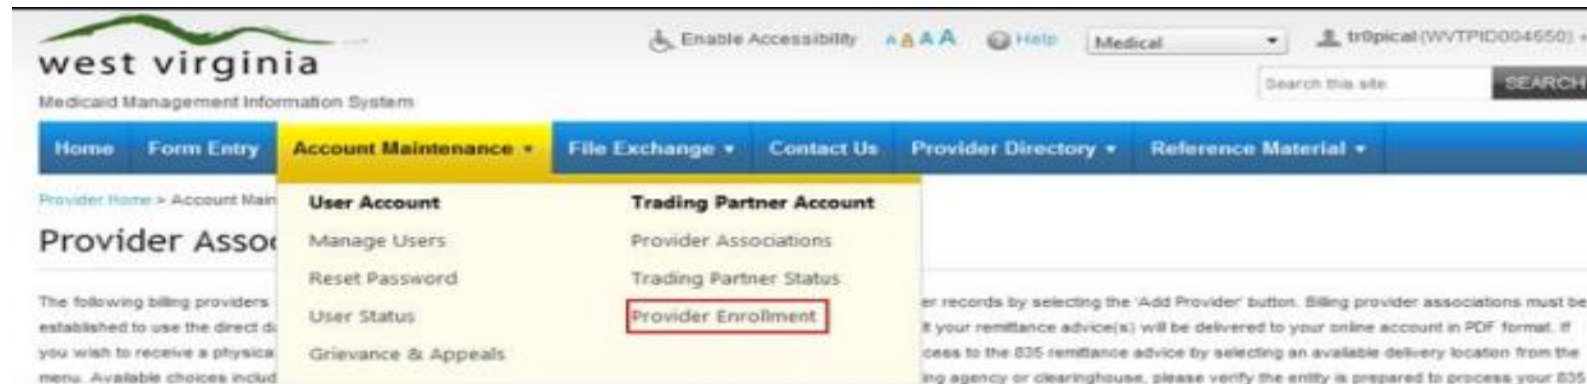 west virginia
Medicaid Management Information System
Enable Accessibility A A A A Help Medical tr0pical (WVTPID004650)
Search this site SEARCH
Home Form Entry Account Maintenance File Exchange Contact Us Provider Directory Reference Material
Provider Home > Account Main
Provider Asso
User Account Trading Partner Account
Manage Users Provider Associations
Reset Password Trading Partner Status
User Status Provider Enrollment
Grievance & Appeals
The following billing providers er records by selecting the 'Add Provider' button. Billing provider associations must be
established to use the direct d lt your remittance advice(s) will be delivered to your online account in PDF format. If
you wish to receive a physica cess to the 835 remittance advice by selecting an available delivery location from the
menu. Available choices includ ing agency or clearinghouse, please verify the entity is prepared to process your 835